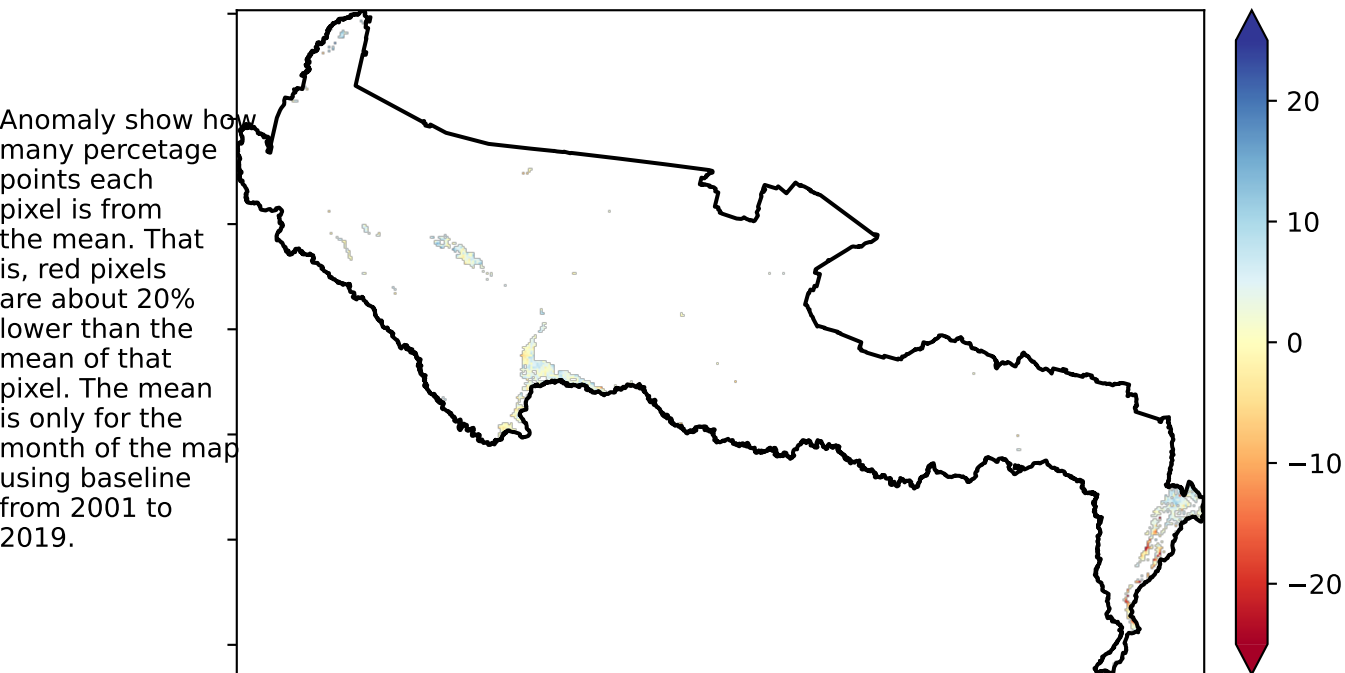 Anomaly show how
many percetage
points each
pixel is from
the mean. That
is, red pixels
are about 20%
lower than the
mean of that
pixel. The mean
is only for the
month of the map
using baseline
from 2001 to
2019.
20
10
0
−10
−20